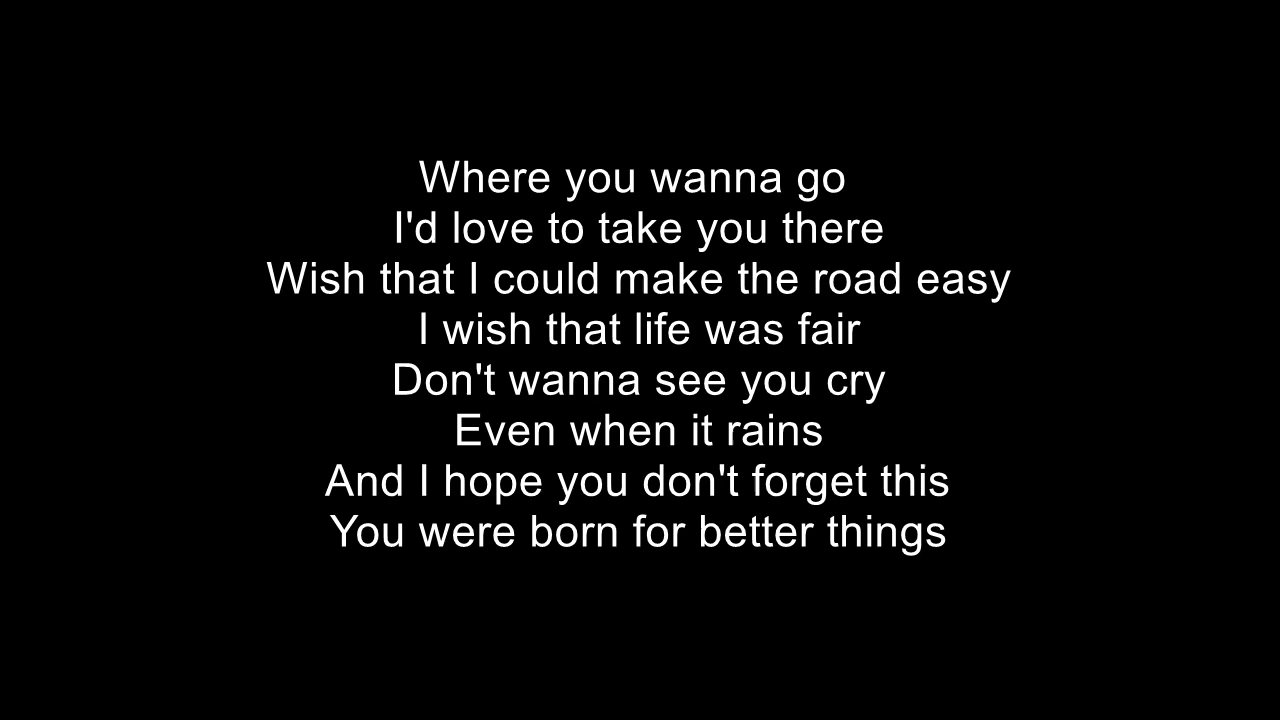 Where you wanna go
I'd love to take you there
Wish that I could make the road easy
I wish that life was fair
Don't wanna see you cry
Even when it rains
And I hope you don't forget this
You were born for better things